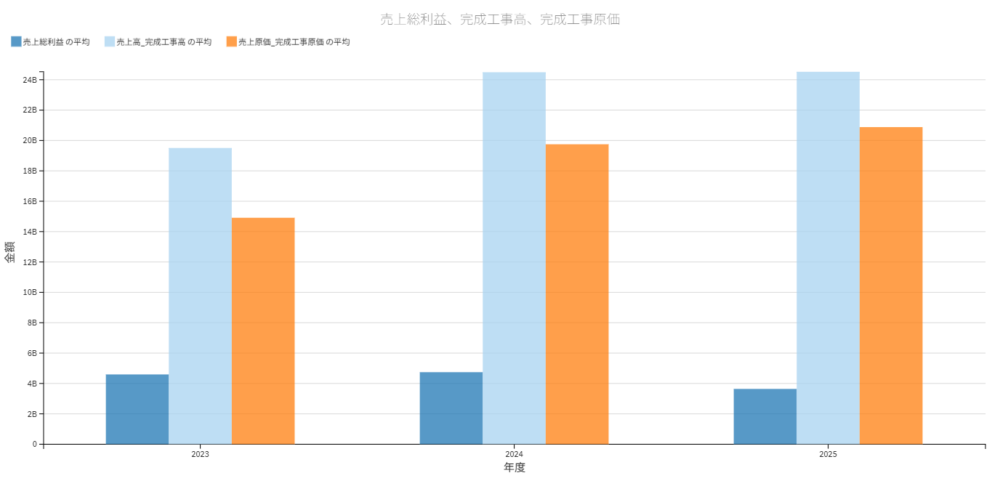 売上総利益、完成工事高、完成工事原価
売上総利益 の平均 売上高_完成工事高 の平均 売上原価_完成工事原価 の平均
24B
22B
20B
18B
16B
14B
12B
10B
8B
6B
4B
2B
0
金額
2023 2024 2025
年度